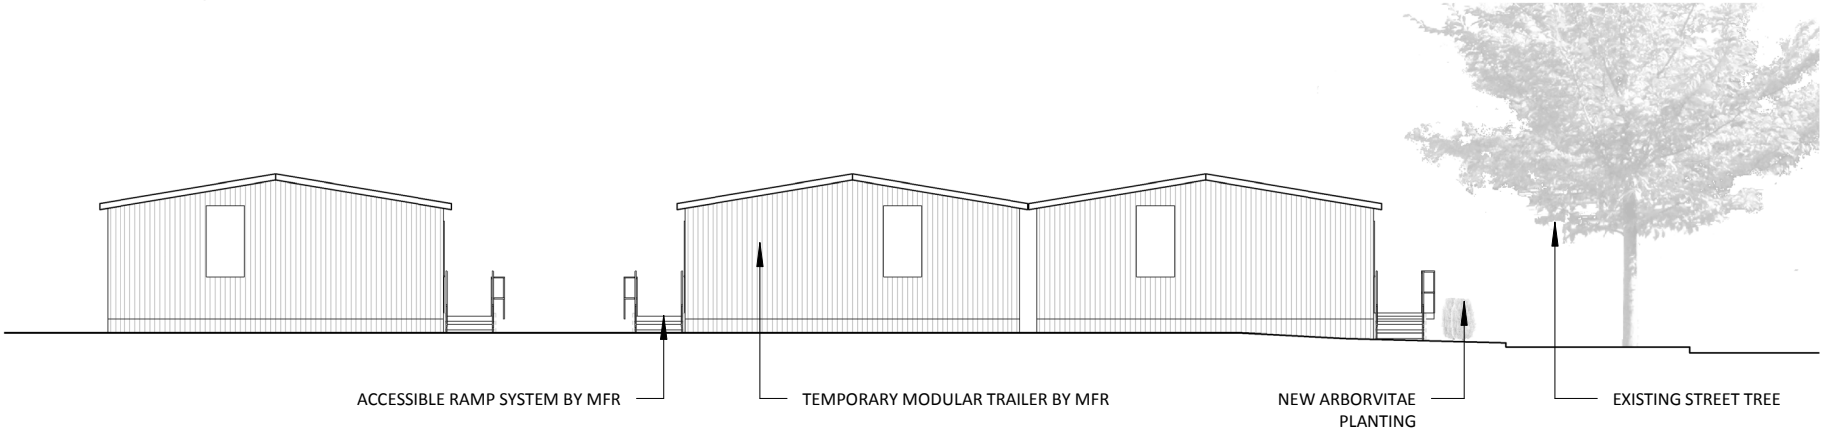 ACCESSIBLE RAMP SYSTEM BY MFR
TEMPORARY MODULAR TRAILER BY MFR
NEW ARBORVITAE
PLANTING
EXISTING STREET TREE